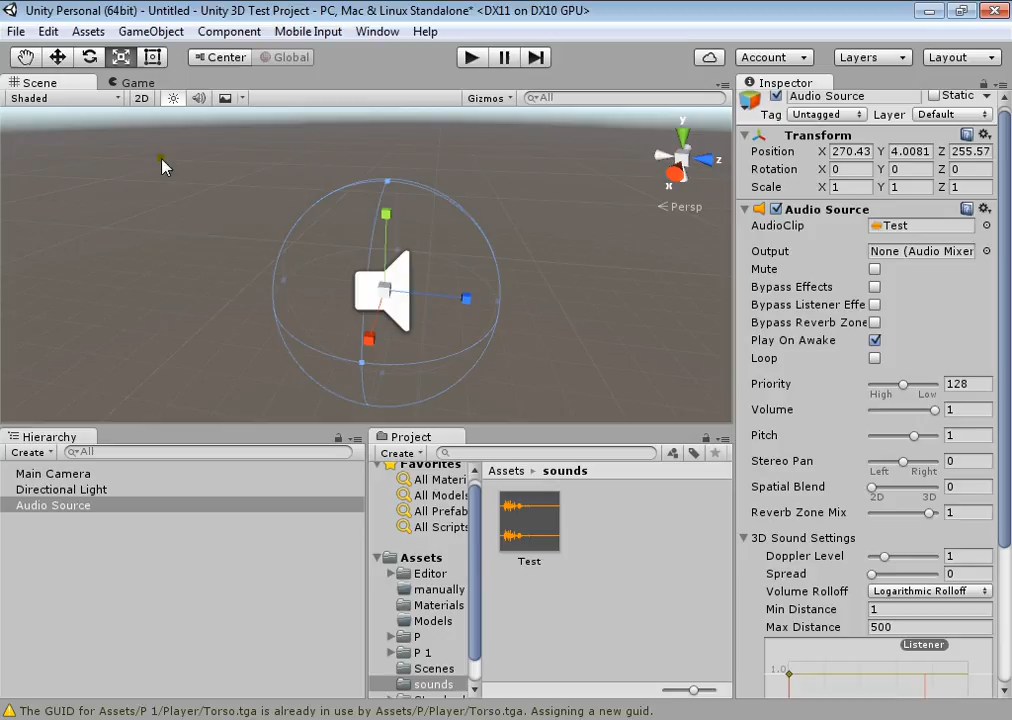 Unity Personal (64bit) - Untitled - Unity 3D Test Project - PC, Mac & Linux Standalone* <DX11 on DX10 GPU>
File Edit Assets GameObject Component Mobile Input Window Help
Center Global Account Layers Layout
Scene Game
Shaded 2D Gizmos All
y
z
x
Persp
Inspector
Audio Source Static
Tag Untagged Layer Default
Transform
Position X 270.43 Y 4.0081 Z 255.57
Rotation X 0 Y 0 Z 0
Scale X 1 Y 1 Z 1
Audio Source
AudioClip Test
Output None (Audio Mixer
Mute
Bypass Effects
Bypass Listener Effe
Bypass Reverb Zone
Play On Awake
Loop
Priority 128
High Low
Volume 1
Pitch 1
Stereo Pan 0
Left Right
Spatial Blend 0
2D 3D
Reverb Zone Mix 1
3D Sound Settings
Doppler Level 1
Spread 0
Volume Rolloff Logarithmic Rolloff
Min Distance 1
Max Distance 500
Listener
1.0
Hierarchy
Create All
Main Camera
Directional Light
Audio Source
Project
Create
Favorites
All Materi
All Models
All Prefab
All Scripts
Assets
Editor
manually
Materials
Models
P
P 1
Scenes
sounds
Assets sounds
Test
The GUID for Assets/P 1/Player/Torso.tga is already in use by Assets/P/Player/Torso.tga. Assigning a new guid.